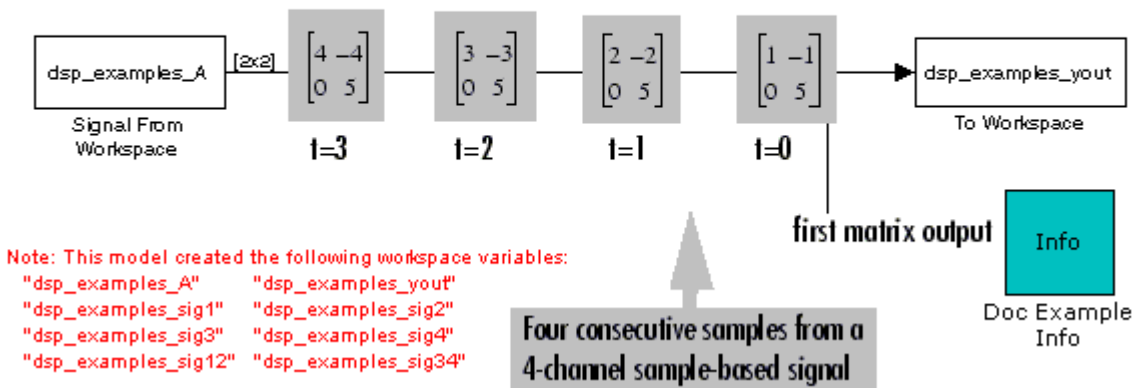 dsp_examples_A
[2x2]
4 -4
0 5
3 -3
0 5
2 -2
0 5
1 -1
0 5
dsp_examples_yout
Signal From
Workspace
To Workspace
t=3
t=2
t=1
t=0
first matrix output
Info
Doc Example
Info
Note: This model created the following workspace variables:
"dsp_examples_A" "dsp_examples_yout"
"dsp_examples_sig1" "dsp_examples_sig2"
"dsp_examples_sig3" "dsp_examples_sig4"
"dsp_examples_sig12" "dsp_examples_sig34"
Four consecutive samples from a
4-channel sample-based signal